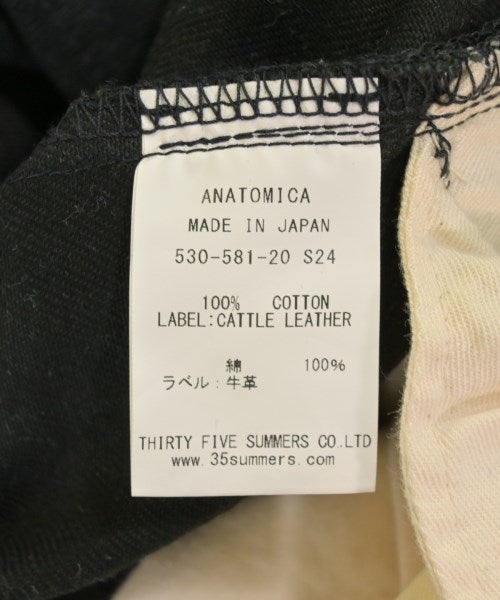 ANATOMICA
MADE IN JAPAN
530-581-20 S24
100% COTTON
LABEL:CATTLE LEATHER
綿 100%
ラベル:牛革
THIRTY FIVE SUMMERS CO.,LTD
www.35summers.com